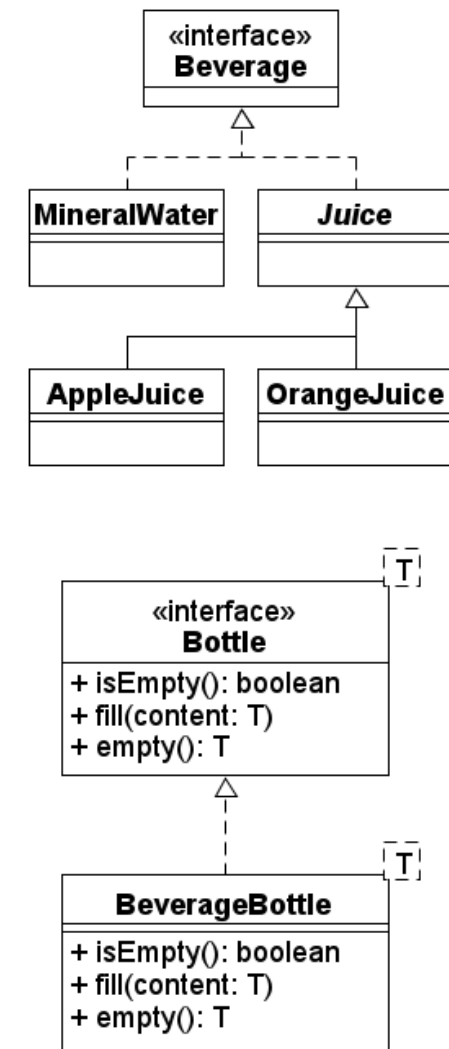 «interface»
Beverage
MineralWater
Juice
AppleJuice
OrangeJuice
T
«interface»
Bottle
+ isEmpty(): boolean
+ fill(content: T)
+ empty(): T
T
BeverageBottle
+ isEmpty(): boolean
+ fill(content: T)
+ empty(): T